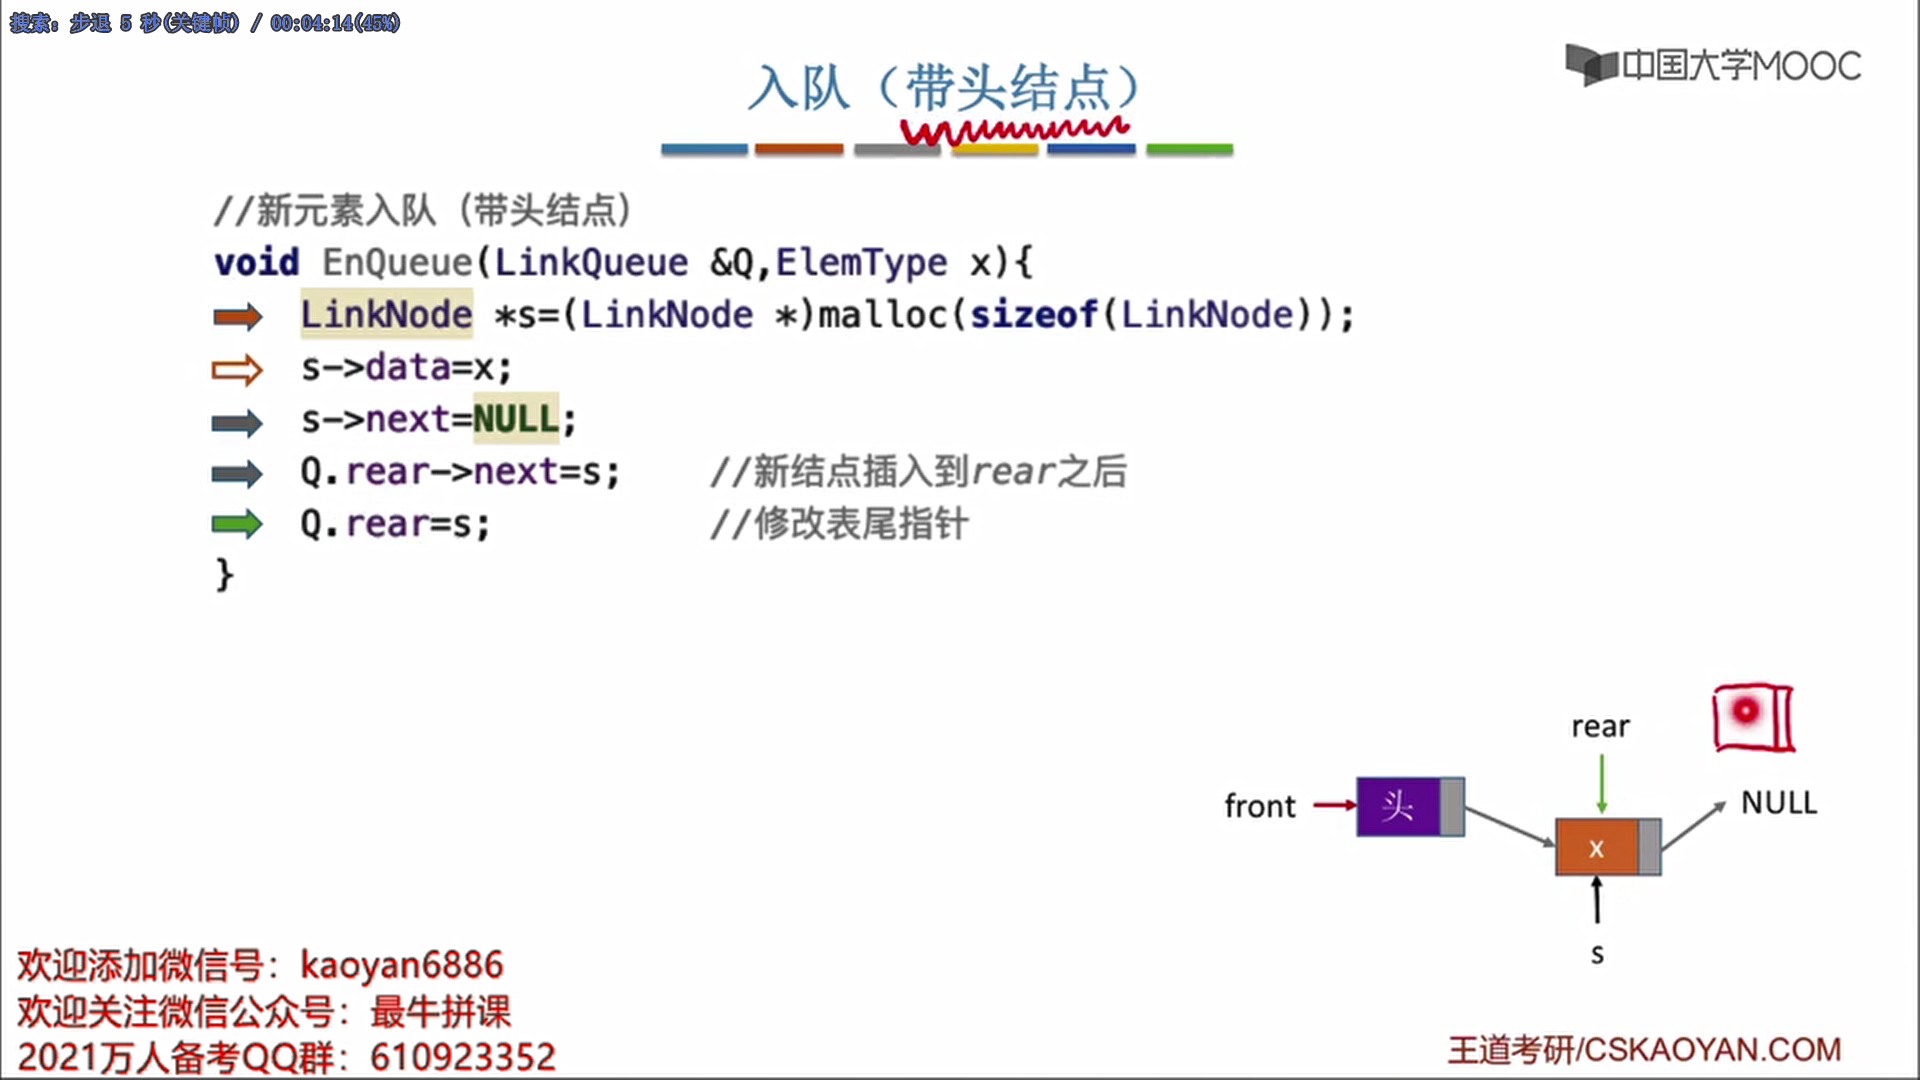 搜索: 步退 5 秒(关键帧) / 00:04:14(45%)
中国大学MOOC
入队（带头结点）
//新元素入队（带头结点）
void EnQueue(LinkQueue &Q,ElemType x){
LinkNode *s=(LinkNode *)malloc(sizeof(LinkNode));
s->data=x;
s->next=NULL;
Q.rear->next=s; //新结点插入到rear之后
Q.rear=s; //修改表尾指针
}
rear
front
头
NULL
x
s
欢迎添加微信号：kaoyan6886
欢迎关注微信公众号：最牛拼课
2021万人备考QQ群：610923352
王道考研/CSKAOYAN.COM